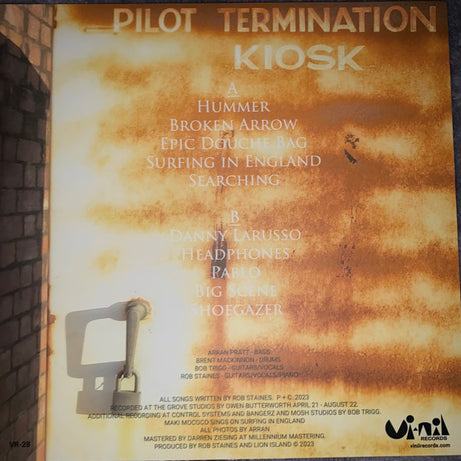 PILOT TERMINATION
KIOSK
A
HUMMER
BROKEN ARROW
EPIC DOUCHE BAG
SURFING IN ENGLAND
SEARCHING
B
DANNY LARUSSO
HEADPHONES
PABLO
BIG SCENE
SHOEGAZER
ARRAN PRATT - BASS
BRENT MACKINNON - DRUMS
BOB TRIGG - GUITARS/VOCALS
ROB STAINES - GUITARS/VOCALS/PIANO
ALL SONGS WRITTEN BY ROB STAINES. P + C 2023
RECORDED AT THE GROVE STUDIOS BY OWEN BUTTERWORTH APRIL 21 - AUGUST 22.
ADDITIONAL RECORDING AT CONTROL SYSTEMS AND BANGERZ AND MOSH STUDIOS BY BOB TRIGG.
MAKI MOCOCO SINGS ON SURFING IN ENGLAND
ALL PHOTOS BY ARRAN
MASTERED BY DARREN ZIESING AT MILLENNIUM MASTERING.
PRODUCED BY ROB STAINES AND LION ISLAND © 2023
VR-28
vi-nil
RECORDS
vinilrecords.com